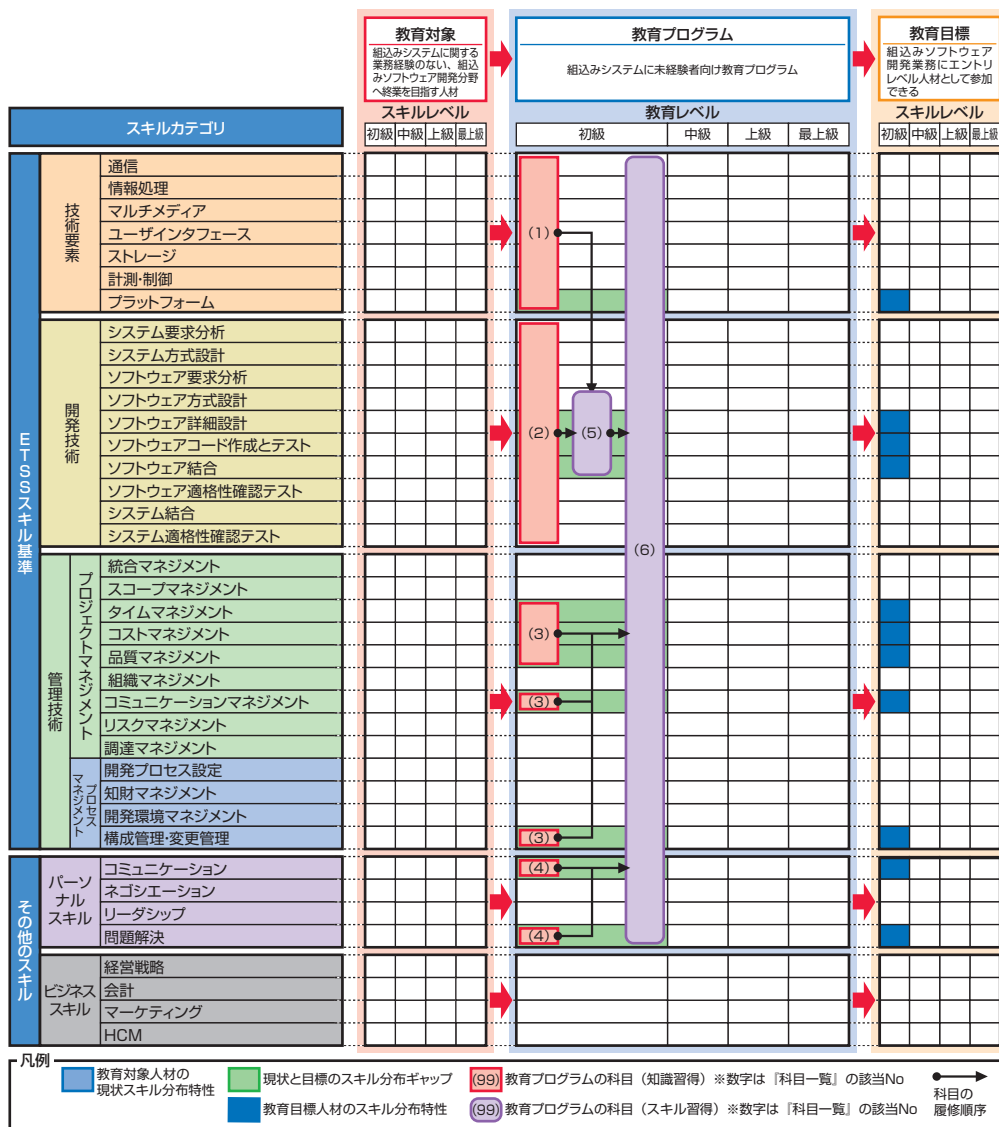 教育対象
組込みシステムに関する
業務経験のない、組込
みソフトウェア開発分野
へ終業を目指す人材
教育プログラム
組込みシステムに未経験者向け教育プログラム
教育目標
組込みソフトウェア
開発業務にエントリ
レベル人材として参加
できる
スキルカテゴリ
スキルレベル
初級 中級 上級 最上級
教育レベル
初級 中級 上級 最上級
スキルレベル
初級 中級 上級 最上級
ETSSスキル基準
技術要素
通信
情報処理
マルチメディア
ユーザインタフェース
ストレージ
計測・制御
プラットフォーム
(1)
開発技術
システム要求分析
システム方式設計
ソフトウェア要求分析
ソフトウェア方式設計
ソフトウェア詳細設計
ソフトウェアコード作成とテスト
ソフトウェア結合
ソフトウェア適格性確認テスト
システム結合
システム適格性確認テスト
(2)
(5)
(6)
管理技術
プロジェクトマネジメント
統合マネジメント
スコープマネジメント
タイムマネジメント
コストマネジメント
品質マネジメント
組織マネジメント
コミュニケーションマネジメント
リスクマネジメント
調達マネジメント
(3)
(3)
プロセス
マネジメント
開発プロセス設定
知財マネジメント
開発環境マネジメント
構成管理・変更管理
(3)
その他のスキル
パーソ
ナル
スキル
コミュニケーション
ネゴシエーション
リーダシップ
問題解決
(4)
(4)
ビジネス
スキル
経営戦略
会計
マーケティング
HCM
凡例
教育対象人材の
現状スキル分布特性
現状と目標のスキル分布ギャップ
教育目標人材のスキル分布特性
(99) 教育プログラムの科目（知識習得）※数字は『科目一覧』の該当No
(99) 教育プログラムの科目（スキル習得）※数字は『科目一覧』の該当No
科目の
履修順序